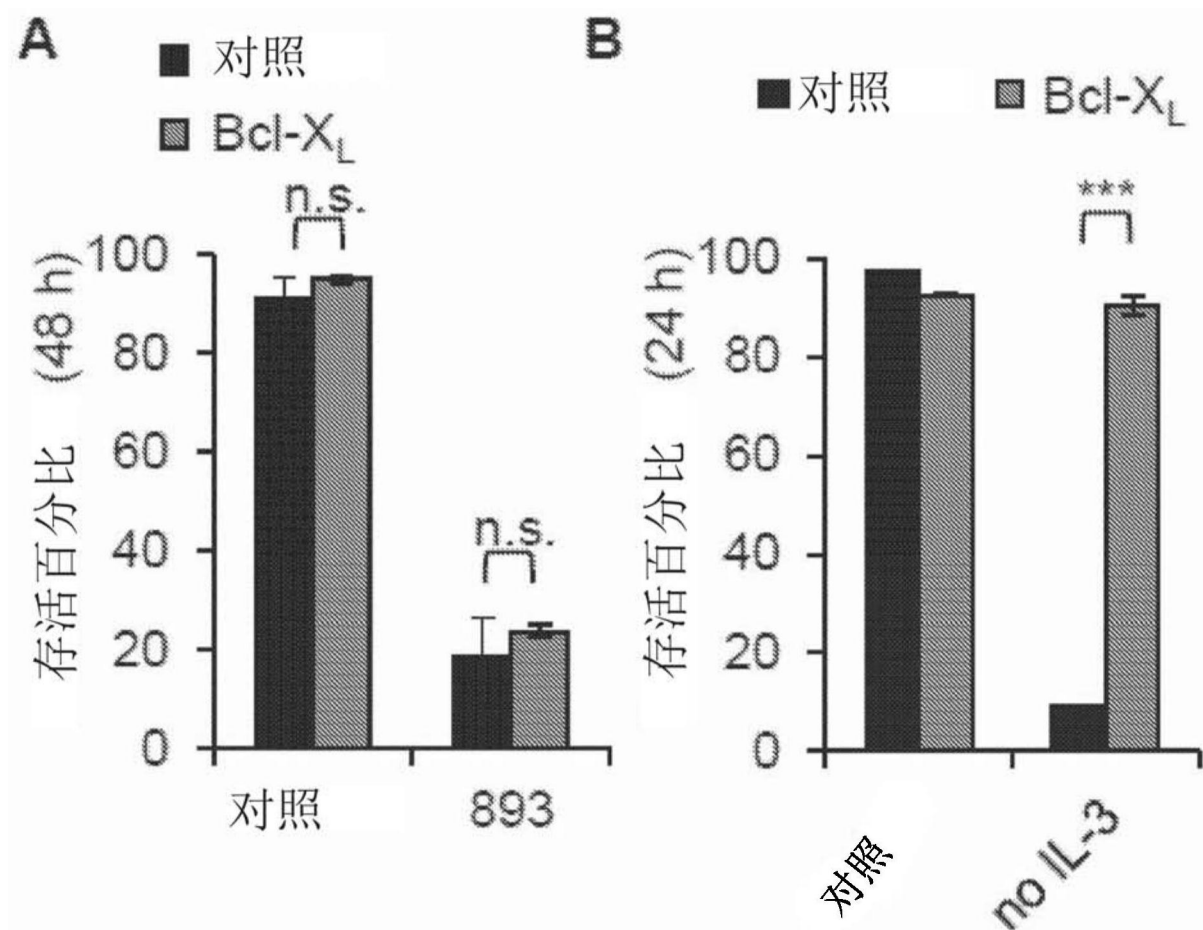 A
对照
Bcl-XL
n.s.
存活百分比 (48 h)
100
80
60
40
20
0
n.s.
对照
893
B
对照
Bcl-XL
***
存活百分比 (24 h)
100
80
60
40
20
0
对照
no IL-3